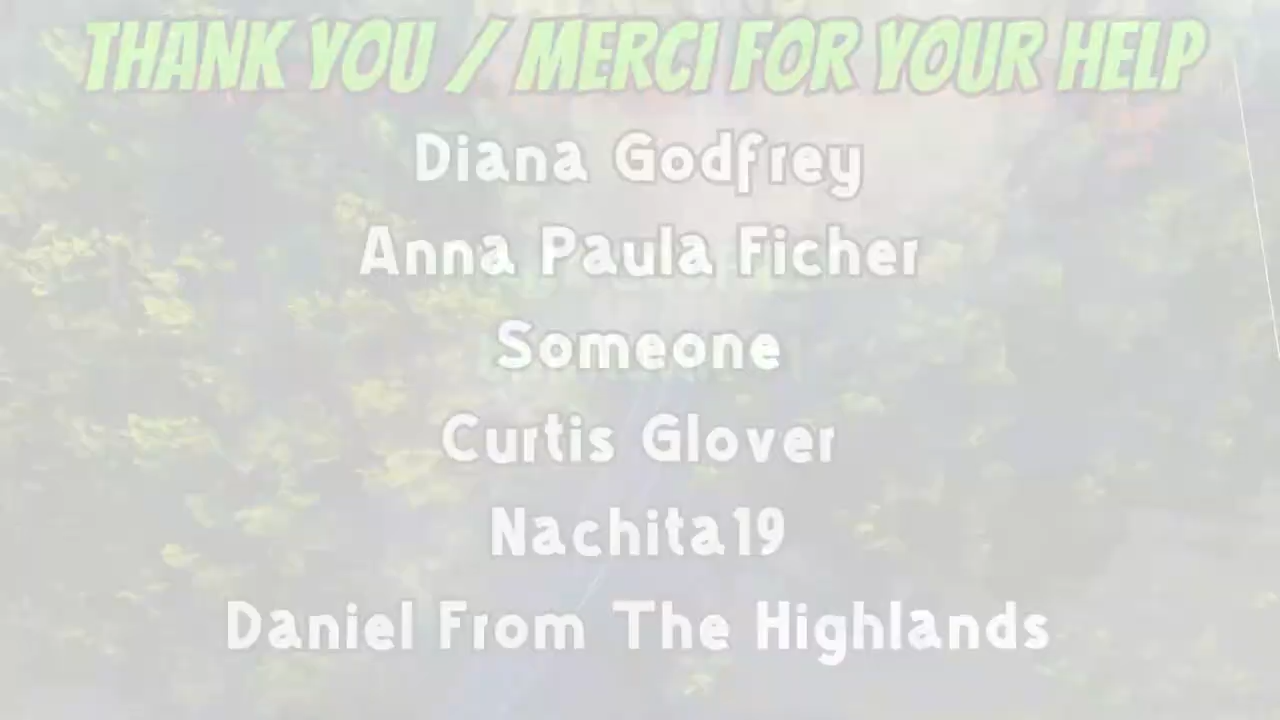 THANK YOU / MERCI FOR YOUR HELP
Diana Godfrey
Anna Paula Ficher
Someone
Curtis Glover
Nachita19
Daniel From The Highlands